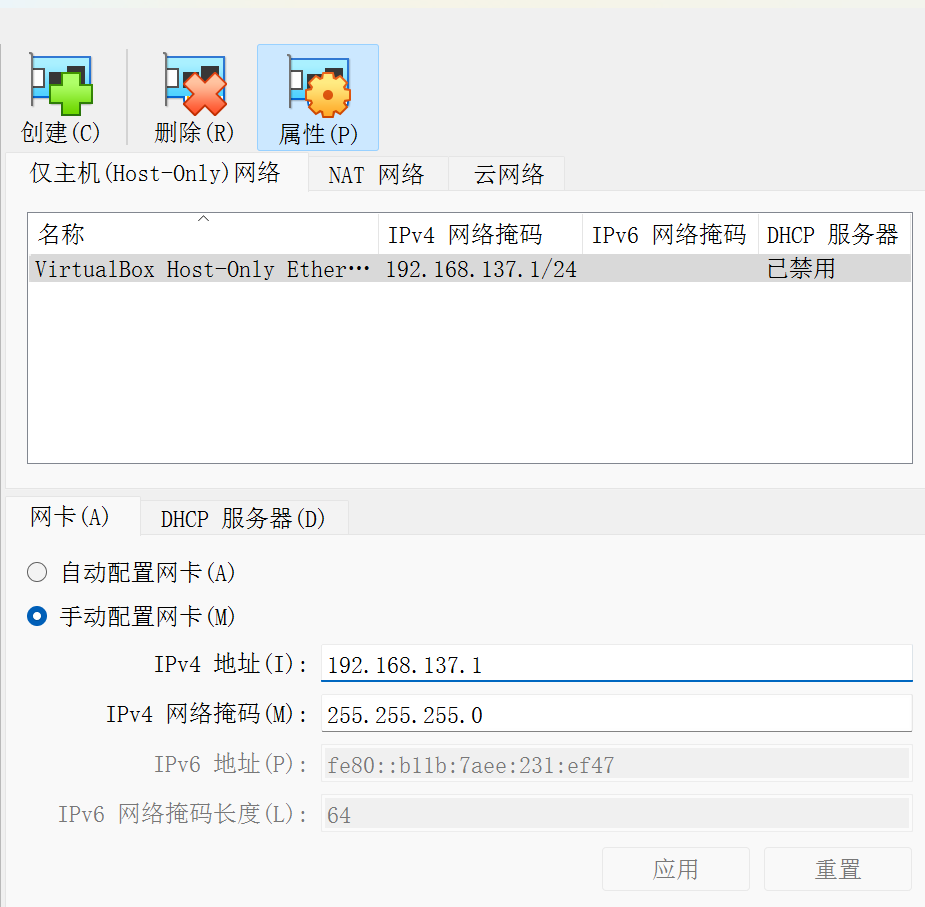 创建(C) 删除(R) 属性(P)
仅主机(Host-Only)网络 NAT 网络 云网络
名称 IPv4 网络掩码 IPv6 网络掩码 DHCP 服务器
VirtualBox Host-Only Ether… 192.168.137.1/24 已禁用
网卡(A) DHCP 服务器(D)
自动配置网卡(A)
手动配置网卡(M)
IPv4 地址(I): 192.168.137.1
IPv4 网络掩码(M): 255.255.255.0
IPv6 地址(P): fe80::b11b:7aee:231:ef47
IPv6 网络掩码长度(L): 64
应用 重置